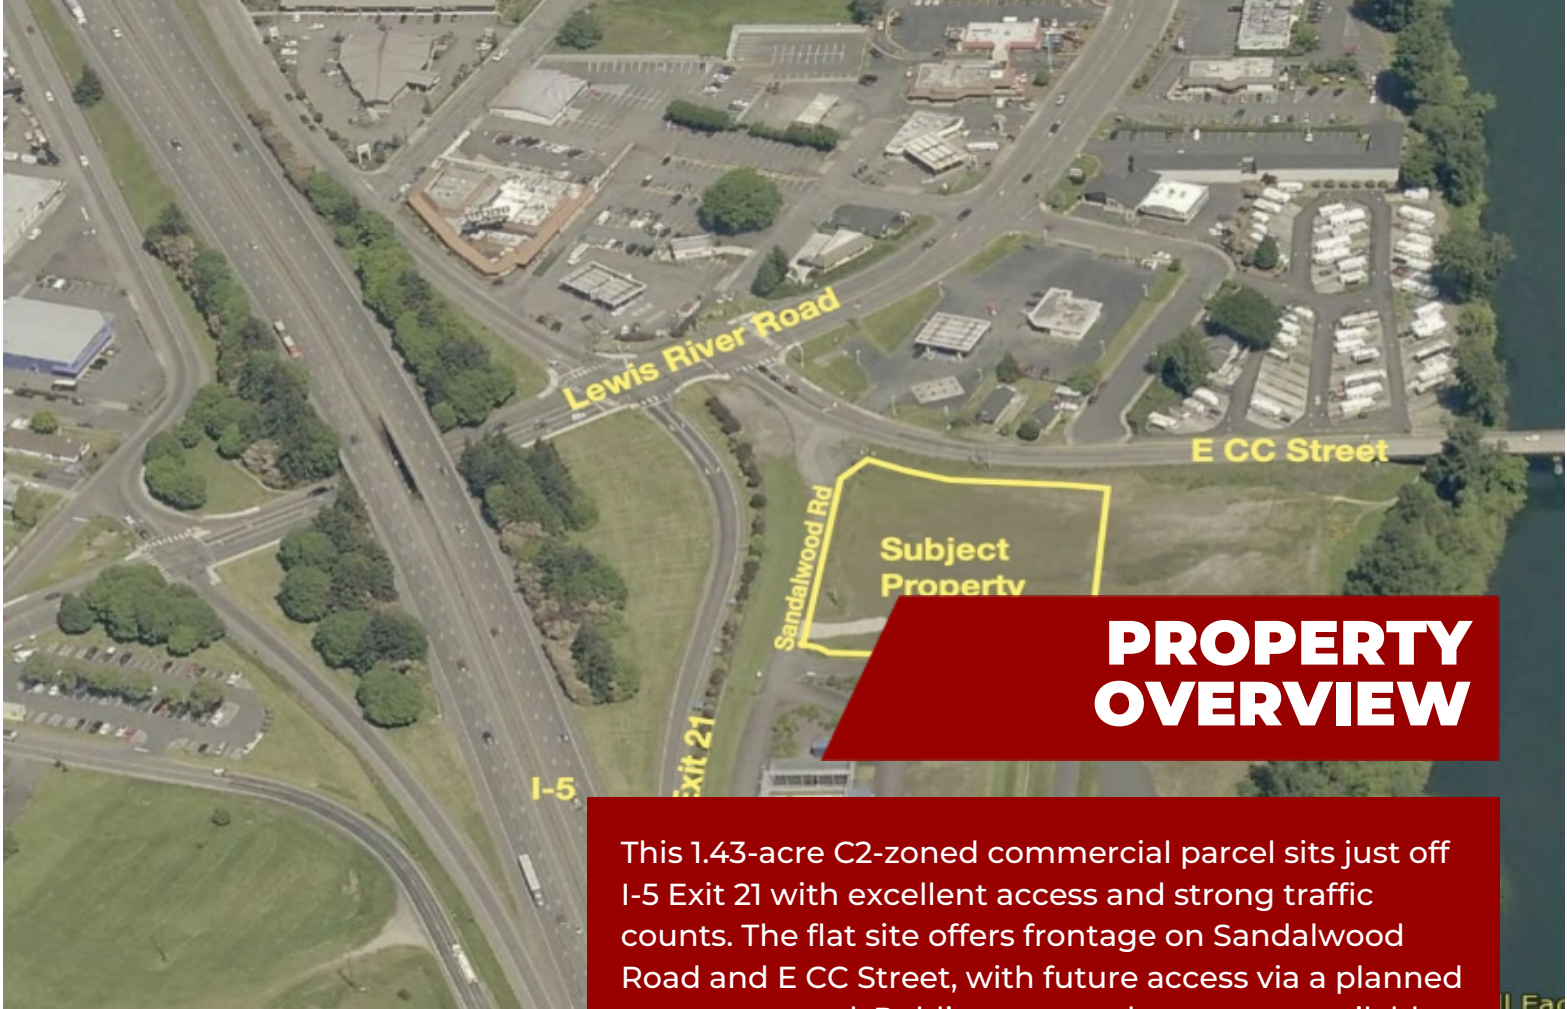 Lewis River Road
E CC Street
Sandalwood Rd
Subject
Property
PROPERTY
OVERVIEW
Exit 21
I-5
This 1.43-acre C2-zoned commercial parcel sits just off
I-5 Exit 21 with excellent access and strong traffic
counts. The flat site offers frontage on Sandalwood
Road and E CC Street, with future access via a planned